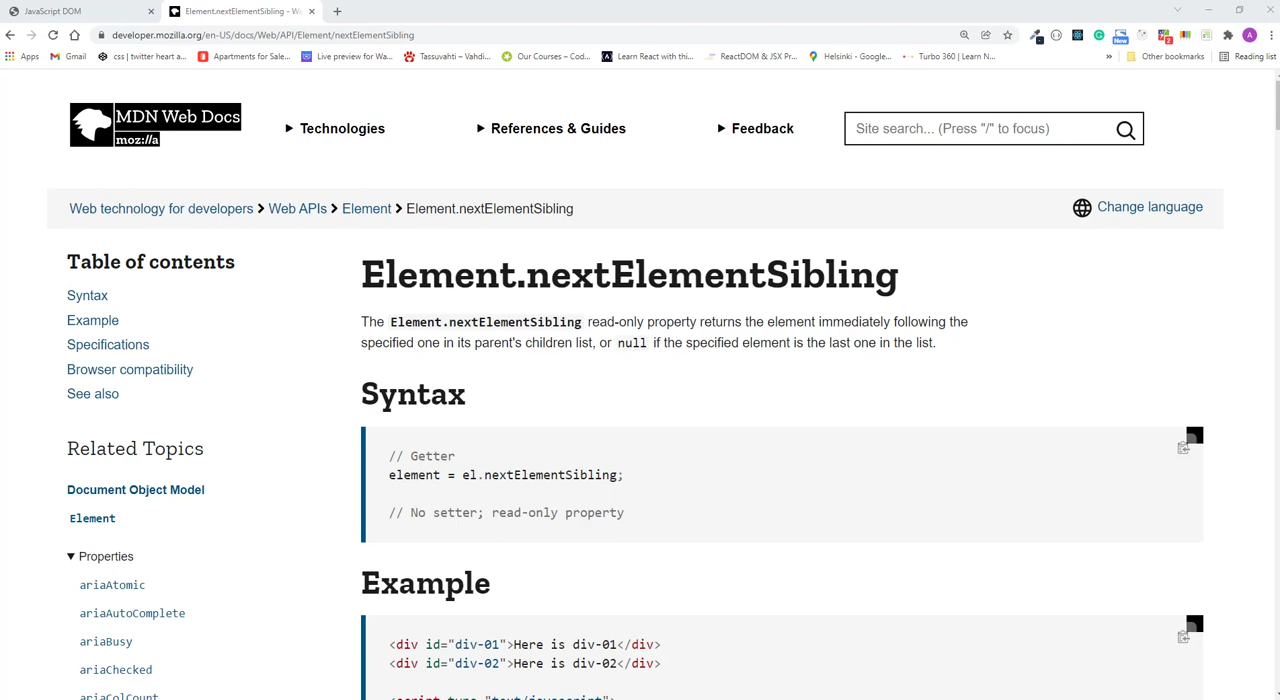 JavaScript DOM
Element.nextElementSibling - W
developer.mozilla.org/en-US/docs/Web/API/Element/nextElementSibling
Apps
Gmail
css | twitter heart a...
Apartments for Sale...
Live preview for Wa...
Tassuvahti – Vahdi...
Our Courses – Cod...
Learn React with thi...
ReactDOM & JSX Pr...
Helsinki - Google...
Turbo 360 | Learn N...
»
Other bookmarks
Reading list
New
2
A
MDN Web Docs
moz://a
Technologies
References & Guides
Feedback
Site search... (Press "/" to focus)
Web technology for developers
Web APIs
Element
Element.nextElementSibling
Change language
Table of contents
Syntax
Example
Specifications
Browser compatibility
See also
Related Topics
Document Object Model
Element
Properties
ariaAtomic
ariaAutoComplete
ariaBusy
ariaChecked
ariaColCount
Element.nextElementSibling
The Element.nextElementSibling read-only property returns the element immediately following the
specified one in its parent's children list, or null if the specified element is the last one in the list.
Syntax
// Getter
element = el.nextElementSibling;
// No setter; read-only property
Example
<div id="div-01">Here is div-01</div>
<div id="div-02">Here is div-02</div>